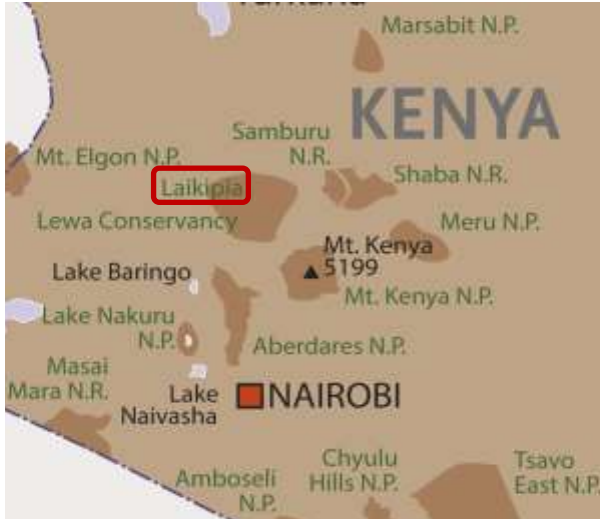 Marsabit N.P.
KENYA
Samburu
N.R.
Mt. Elgon N.P.
Shaba N.R.
Laikipia
Lewa Conservancy
Meru N.P.
Mt. Kenya
5199
Lake Baringo
Mt. Kenya N.P.
Lake Nakuru
N.P.
Aberdares N.P.
Masai
Mara N.R.
Lake
Naivasha
NAIROBI
Chyulu
Hills N.P.
Tsavo
East N.P.
Amboseli
N.P.